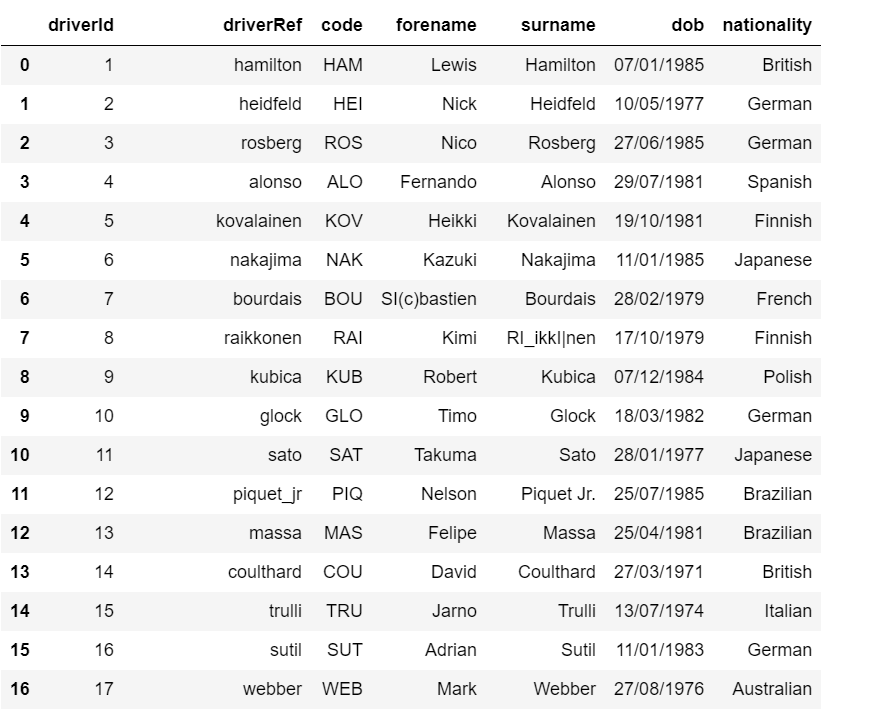 driverId driverRef code forename surname dob nationality
0 1 hamilton HAM Lewis Hamilton 07/01/1985 British
1 2 heidfeld HEI Nick Heidfeld 10/05/1977 German
2 3 rosberg ROS Nico Rosberg 27/06/1985 German
3 4 alonso ALO Fernando Alonso 29/07/1981 Spanish
4 5 kovalainen KOV Heikki Kovalainen 19/10/1981 Finnish
5 6 nakajima NAK Kazuki Nakajima 11/01/1985 Japanese
6 7 bourdais BOU SI(c)bastien Bourdais 28/02/1979 French
7 8 raikkonen RAI Kimi RI_ikkI|nen 17/10/1979 Finnish
8 9 kubica KUB Robert Kubica 07/12/1984 Polish
9 10 glock GLO Timo Glock 18/03/1982 German
10 11 sato SAT Takuma Sato 28/01/1977 Japanese
11 12 piquet_jr PIQ Nelson Piquet Jr. 25/07/1985 Brazilian
12 13 massa MAS Felipe Massa 25/04/1981 Brazilian
13 14 coulthard COU David Coulthard 27/03/1971 British
14 15 trulli TRU Jarno Trulli 13/07/1974 Italian
15 16 sutil SUT Adrian Sutil 11/01/1983 German
16 17 webber WEB Mark Webber 27/08/1976 Australian